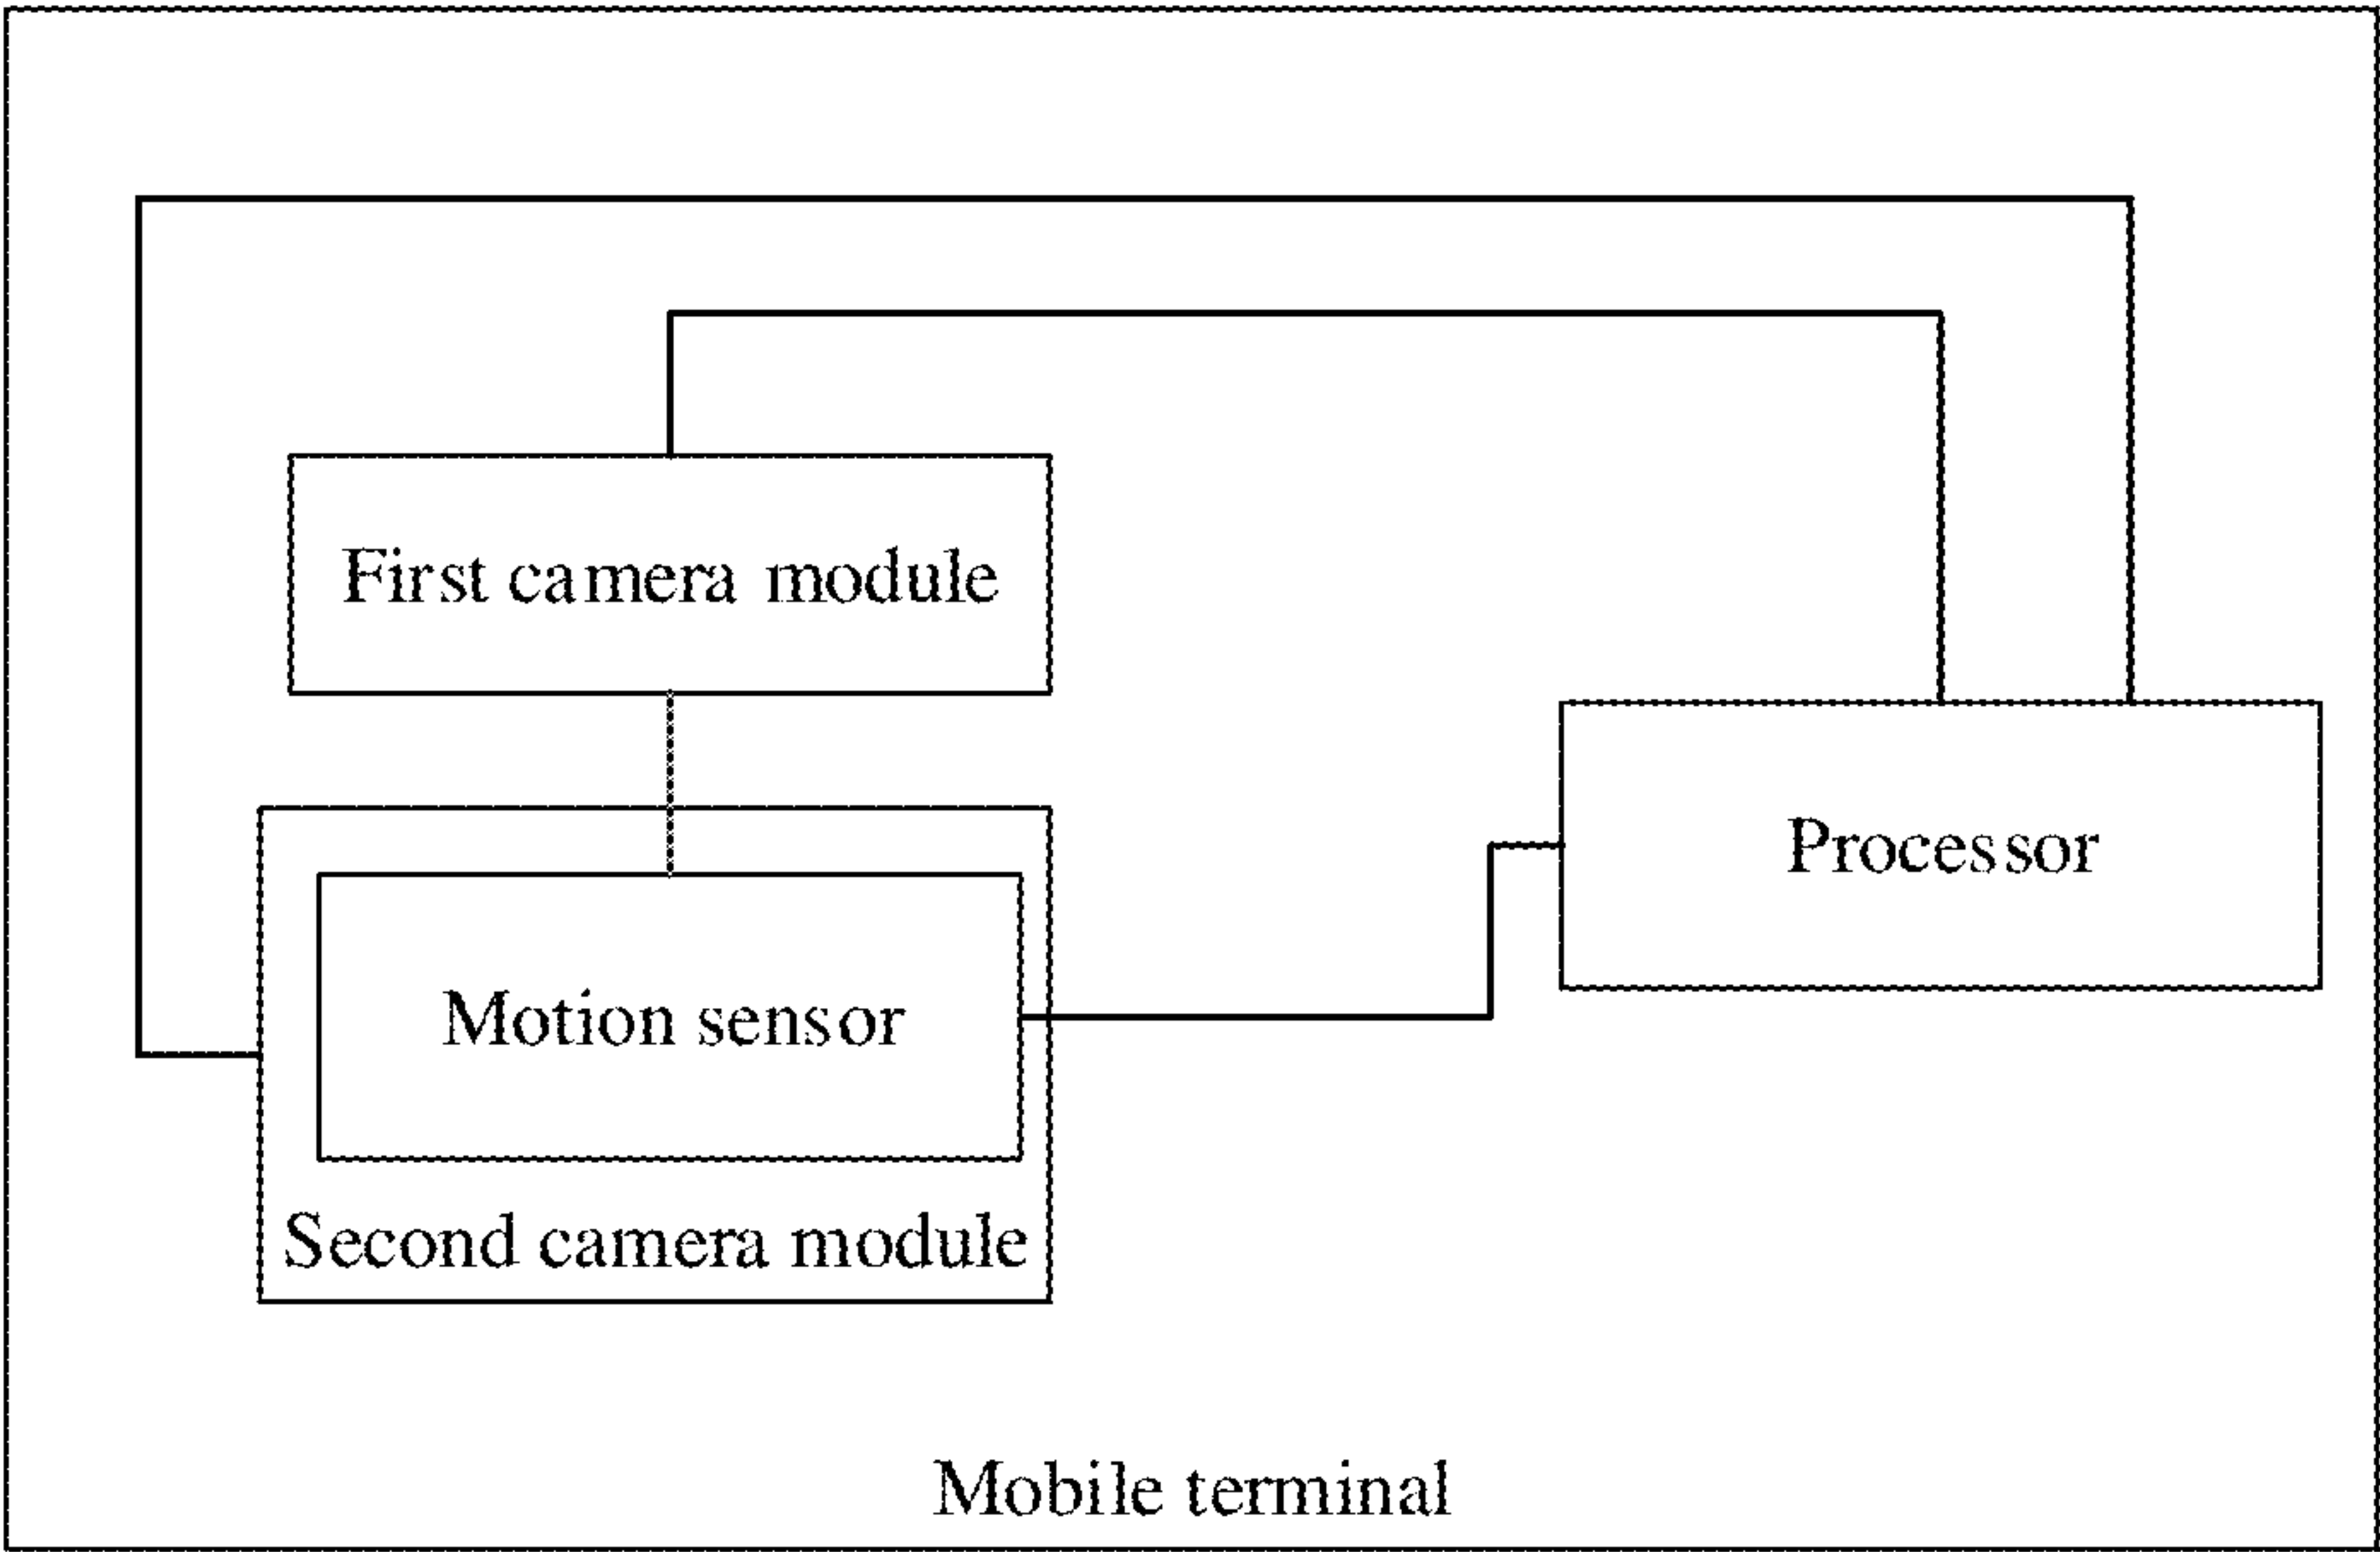 First camera module
Processor
Motion sensor
Second camera module
Mobile terminal